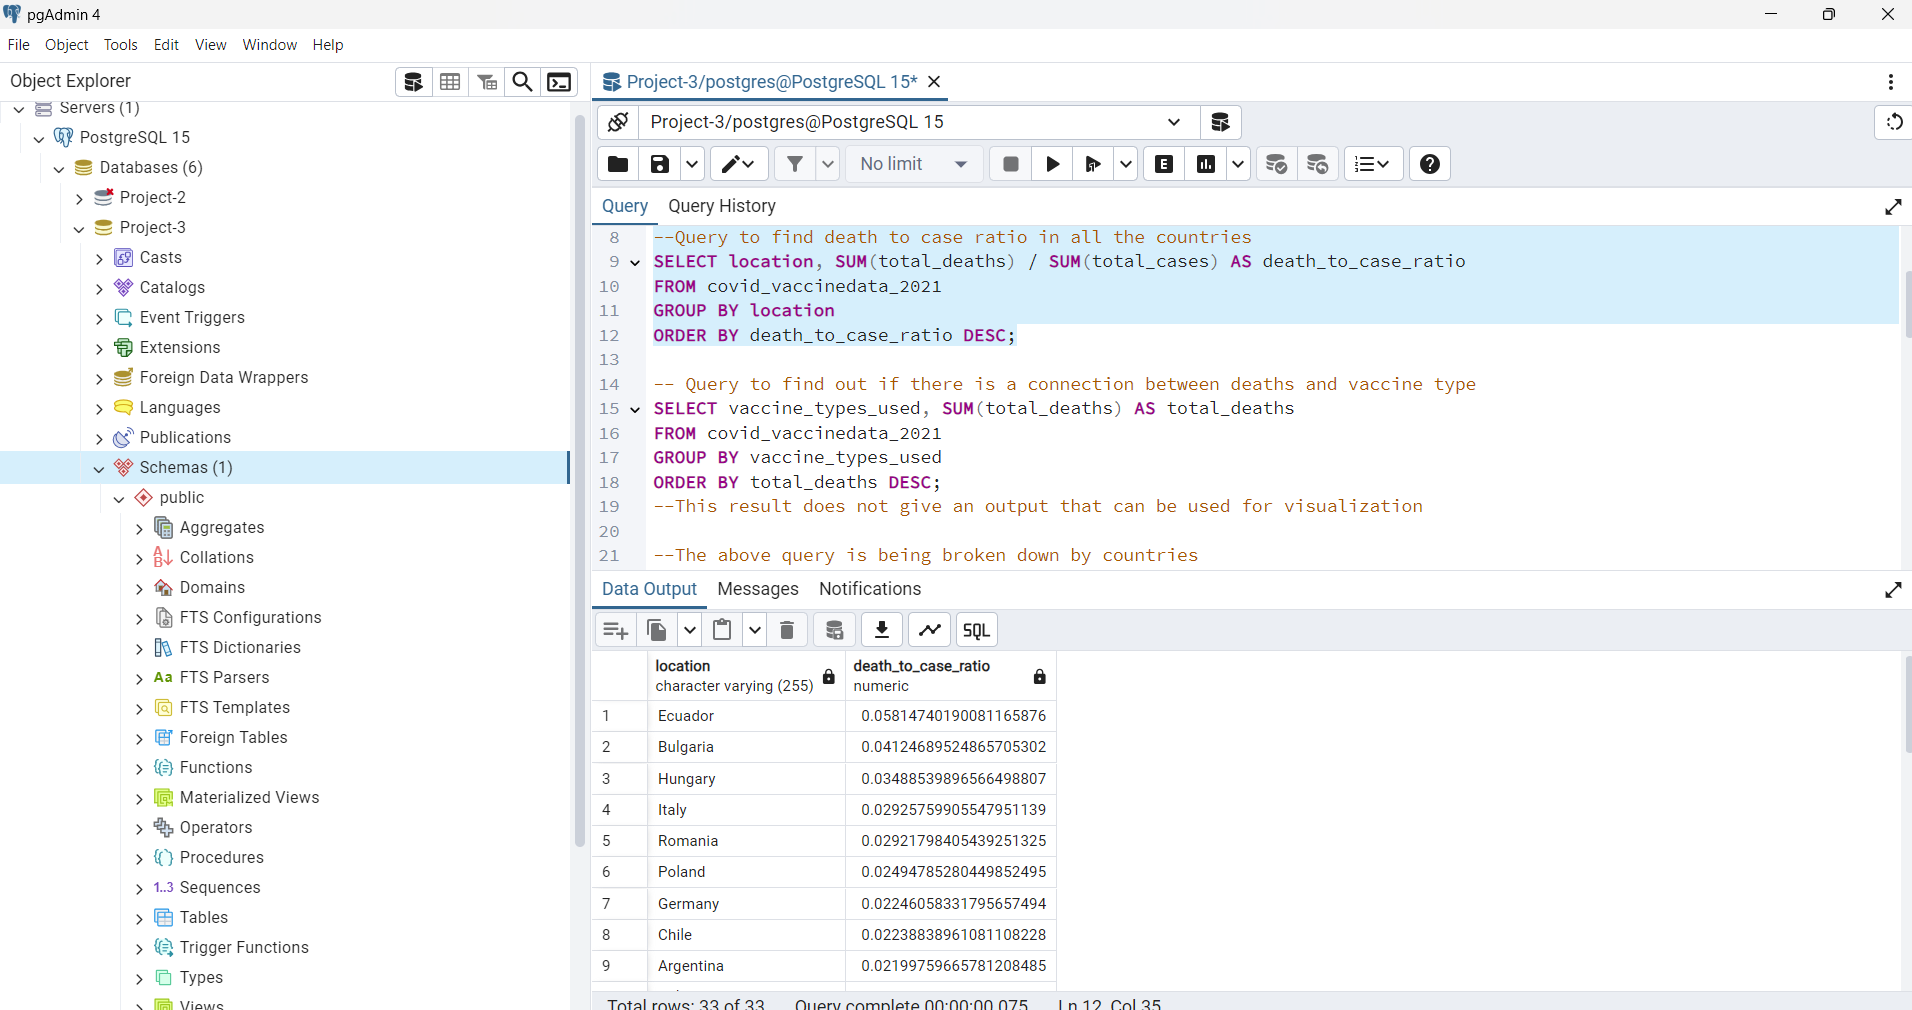 pgAdmin 4
File Object Tools Edit View Window Help
Object Explorer
Servers (1)
PostgreSQL 15
Databases (6)
Project-2
Project-3
Casts
Catalogs
Event Triggers
Extensions
Foreign Data Wrappers
Languages
Publications
Schemas (1)
public
Aggregates
Collations
Domains
FTS Configurations
FTS Dictionaries
Aa FTS Parsers
FTS Templates
Foreign Tables
Functions
Materialized Views
Operators
Procedures
1..3 Sequences
Tables
Trigger Functions
Types
Views
Project-3/postgres@PostgreSQL 15*
Project-3/postgres@PostgreSQL 15
No limit
E
Query Query History
8 --Query to find death to case ratio in all the countries
9 SELECT location, SUM(total_deaths) / SUM(total_cases) AS death_to_case_ratio
10 FROM covid_vaccinedata_2021
11 GROUP BY location
12 ORDER BY death_to_case_ratio DESC;
13
14 -- Query to find out if there is a connection between deaths and vaccine type
15 SELECT vaccine_types_used, SUM(total_deaths) AS total_deaths
16 FROM covid_vaccinedata_2021
17 GROUP BY vaccine_types_used
18 ORDER BY total_deaths DESC;
19 --This result does not give an output that can be used for visualization
20
21 --The above query is being broken down by countries
Data Output Messages Notifications
SQL
location death_to_case_ratio
character varying (255) numeric
1 Ecuador 0.05814740190081165876
2 Bulgaria 0.04124689524865705302
3 Hungary 0.03488539896566498807
4 Italy 0.02925759905547951139
5 Romania 0.02921798405439251325
6 Poland 0.02494785280449852495
7 Germany 0.02246058331795657494
8 Chile 0.02238838961081108228
9 Argentina 0.02199759665781208485
Total rows: 33 of 33 Query complete 00:00:00.075 Ln 12, Col 35